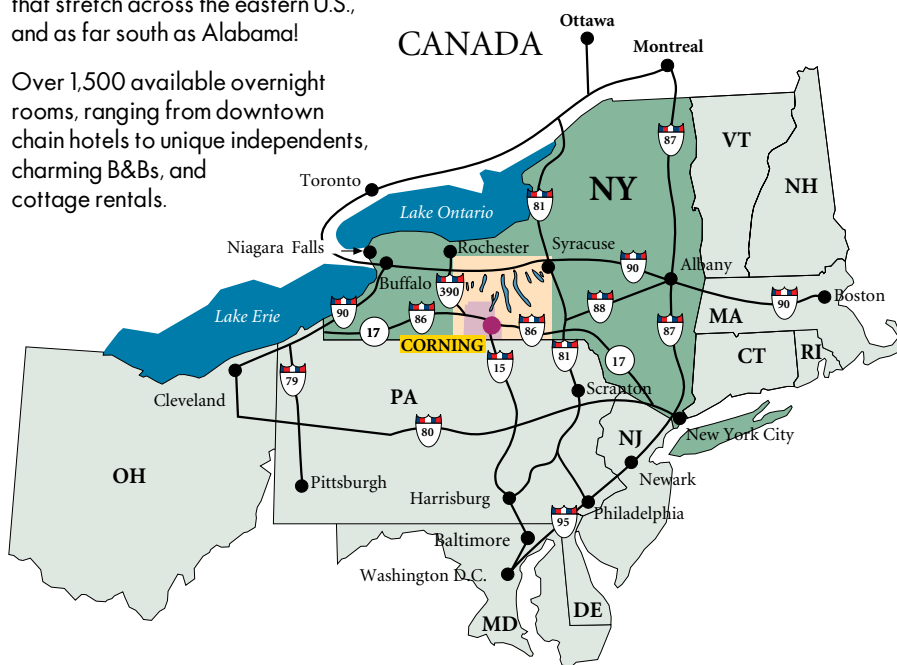 that stretch across the eastern U.S.,
and as far south as Alabama!
Over 1,500 available overnight
rooms, ranging from downtown
chain hotels to unique independents,
charming B&Bs, and
cottage rentals.
Ottawa
CANADA
Montreal
87
VT
NH
NY
Toronto
Lake Ontario
81
Niagara Falls
Rochester
Syracuse
90
Albany
Buffalo
390
90
Boston
88
Lake Erie
90
86
17
86
87
MA
CORNING
CT
RI
15
81
17
79
Cleveland
PA
Scranton
80
NJ
New York City
OH
Pittsburgh
Newark
Harrisburg
95
Philadelphia
Baltimore
Washington D.C.
MD
DE